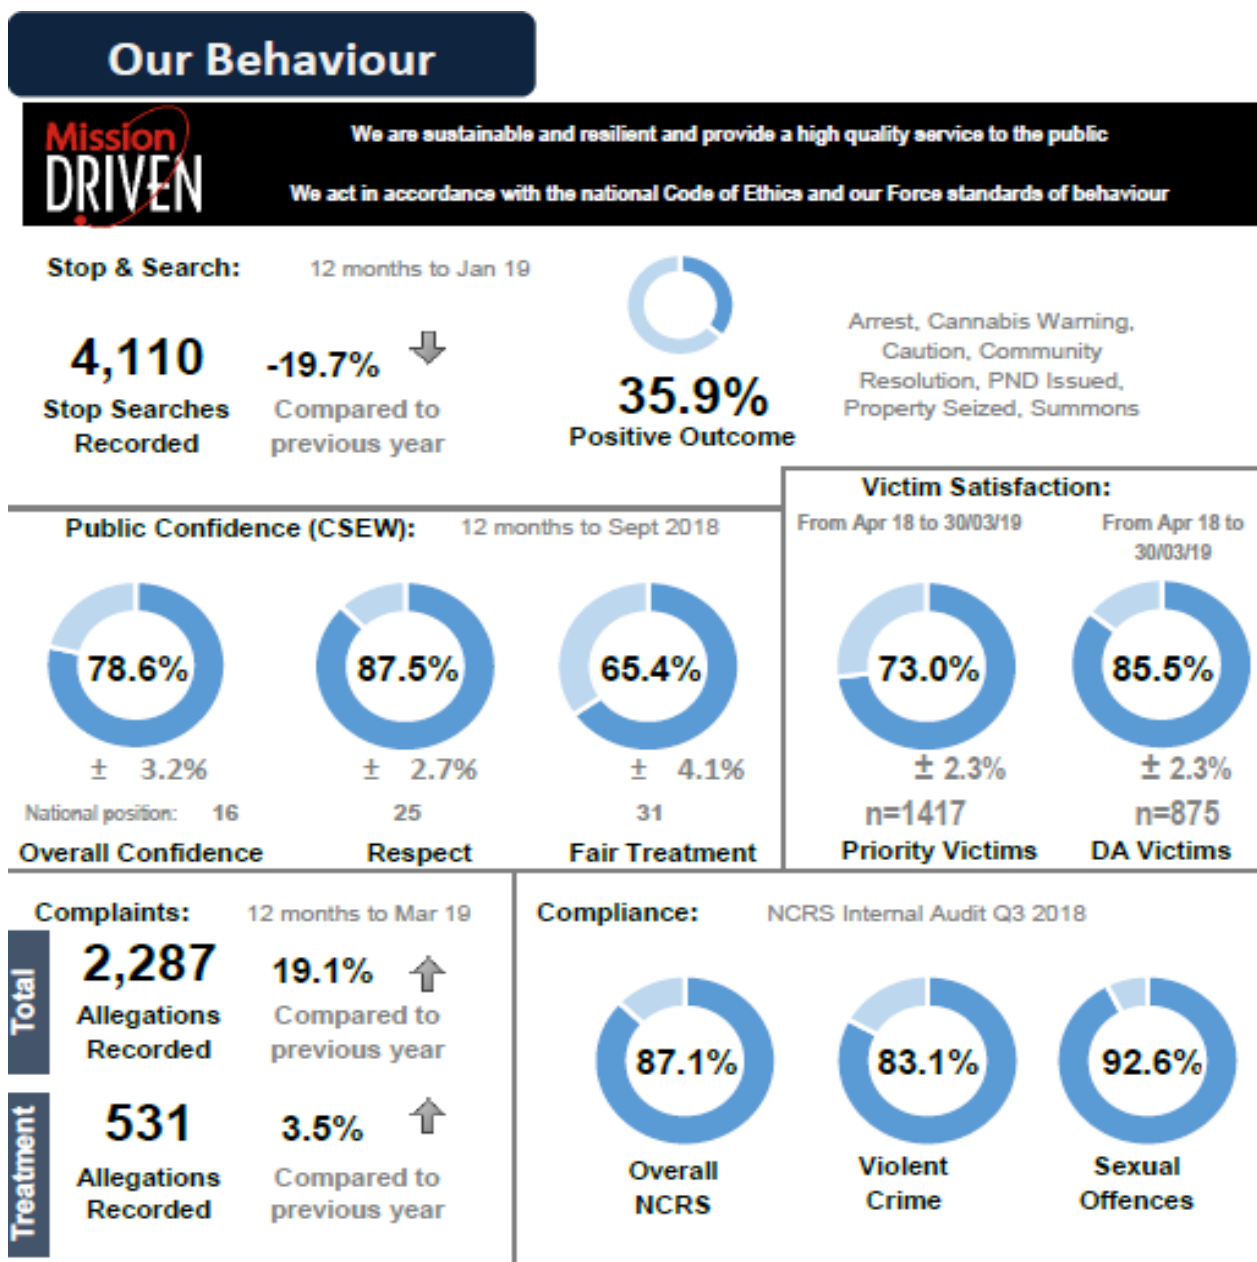 Our Behaviour
Mission
DRIVEN
We are sustainable and resilient and provide a high quality service to the public
We act in accordance with the national Code of Ethics and our Force standards of behaviour
Stop & Search:
12 months to Jan 19
4,110
Stop Searches
Recorded
-19.7%
Compared to
previous year
35.9%
Positive Outcome
Arrest, Cannabis Warning,
Caution, Community
Resolution, PND Issued,
Property Seized, Summons
Public Confidence (CSEW):
12 months to Sept 2018
78.6%
± 3.2%
87.5%
± 2.7%
65.4%
± 4.1%
National position: 16
25
31
Overall Confidence
Respect
Fair Treatment
Victim Satisfaction:
From Apr 18 to 30/03/19
From Apr 18 to
30/03/19
73.0%
± 2.3%
n=1417
Priority Victims
85.5%
± 2.3%
n=875
DA Victims
Complaints:
12 months to Mar 19
Total
2,287
Allegations
Recorded
19.1%
Compared to
previous year
Treatment
531
Allegations
Recorded
3.5%
Compared to
previous year
Compliance:
NCRS Internal Audit Q3 2018
87.1%
Overall
NCRS
83.1%
Violent
Crime
92.6%
Sexual
Offences